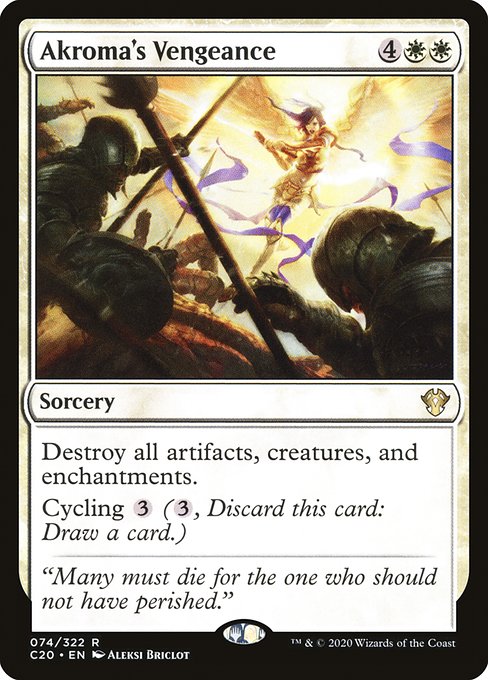 Akroma's Vengeance 4
Sorcery
Destroy all artifacts, creatures, and
enchantments.
Cycling 3 (3, Discard this card:
Draw a card.)
“Many must die for the one who should
not have perished.”
074/322 R
C20 • EN Aleksi Briclot
™ & © 2020 Wizards of the Coast